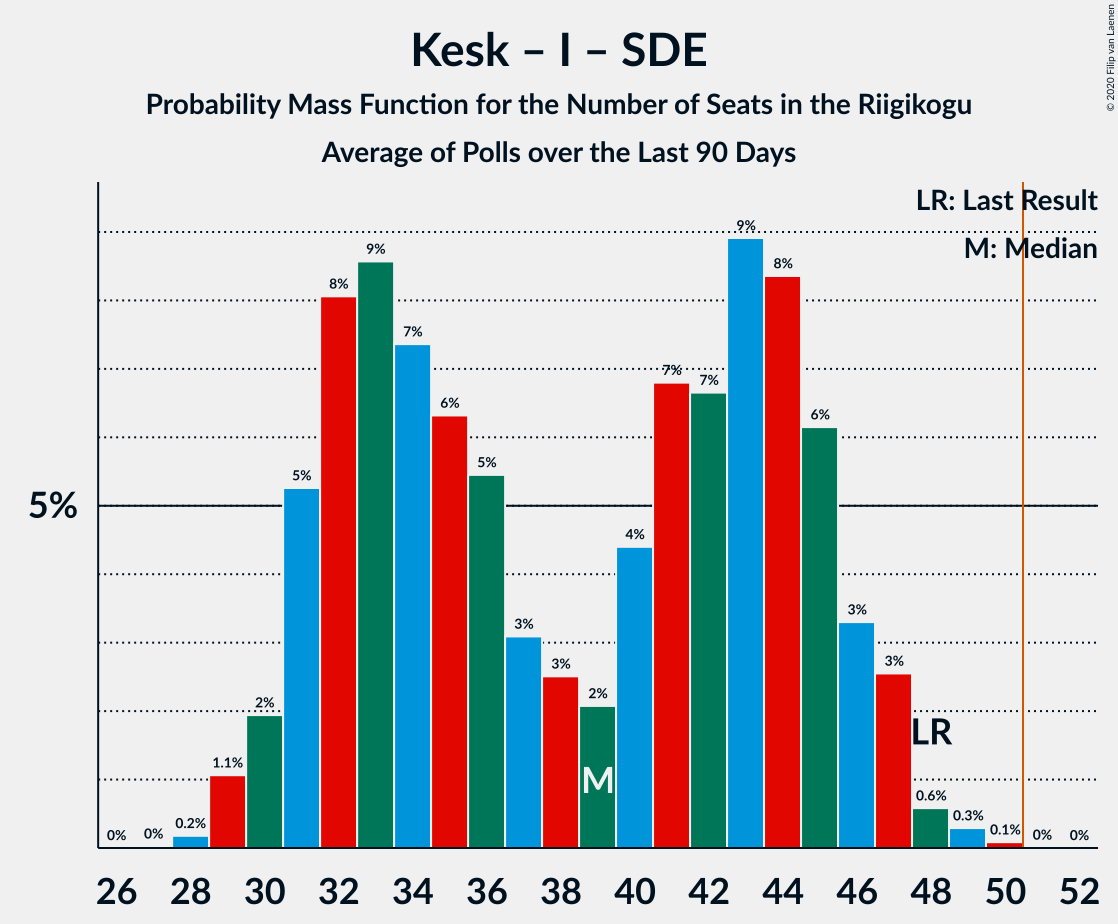 Kesk – I – SDE
Probability Mass Function for the Number of Seats in the Riigikogu
Average of Polls over the Last 90 Days
© 2020 Filip van Laenen
LR: Last Result
M: Median
5%
0% 0% 0.2% 1.1% 2% 5% 8% 9% 7% 6% 5% 3% 3% 2% 4% 7% 7% 9% 8% 6% 3% 3% 0.6% 0.3% 0.1% 0% 0%
LR
M
26 28 30 32 34 36 38 40 42 44 46 48 50 52